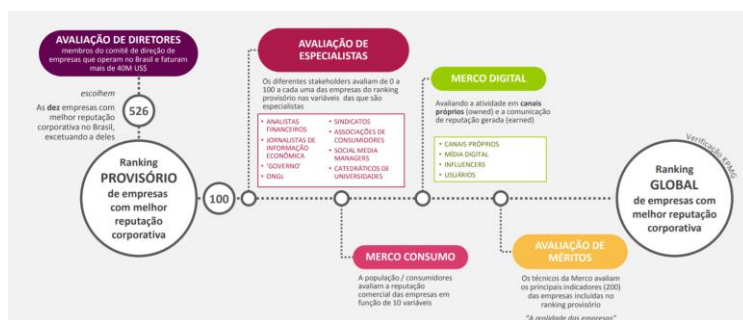 AVALIAÇÃO DE DIRETORES
membros do comitê de direção de
empresas que operam no Brasil e faturam
mais de 40M US$
escolhem
As dez empresas com
melhor reputação
corporativa no Brasil,
excetuando a deles
526
Ranking
PROVISÓRIO
de empresas
com melhor
reputação
corporativa
100
AVALIAÇÃO DE
ESPECIALISTAS
Os diferentes stakeholders avaliam de 0 a
100 a cada uma das empresas do ranking
provisório nas variáveis das que são
especialistas
• ANALISTAS
FINANCEIROS
• JORNALISTAS DE
INFORMAÇÃO
ECONÔMICA
• 'GOVERNO'
• ONGs
• SINDICATOS
• ASSOCIAÇÕES DE
CONSUMIDORES
• SOCIAL MEDIA
MANAGERS
• CATEDRÁTICOS DE
UNIVERSIDADES
MERCO CONSUMO
A população / consumidores
avaliam a reputação
comercial das empresas em
função de 10 variáveis
MERCO DIGITAL
Avaliando a atividade em canais
próprios (owned) e a comunicação
de reputação gerada (earned)
• CANAIS PRÓPRIOS
• MÍDIA DIGITAL
• INFLUENCERS
• USUÁRIOS
AVALIAÇÃO DE
MÉRITOS
Os técnicos da Merco avaliam
os principais indicadores (200)
das empresas incluídas no
ranking provisório
"A realidade das empresas"
Verificação KPMG
Ranking
GLOBAL
de empresas com
melhor reputação
corporativa